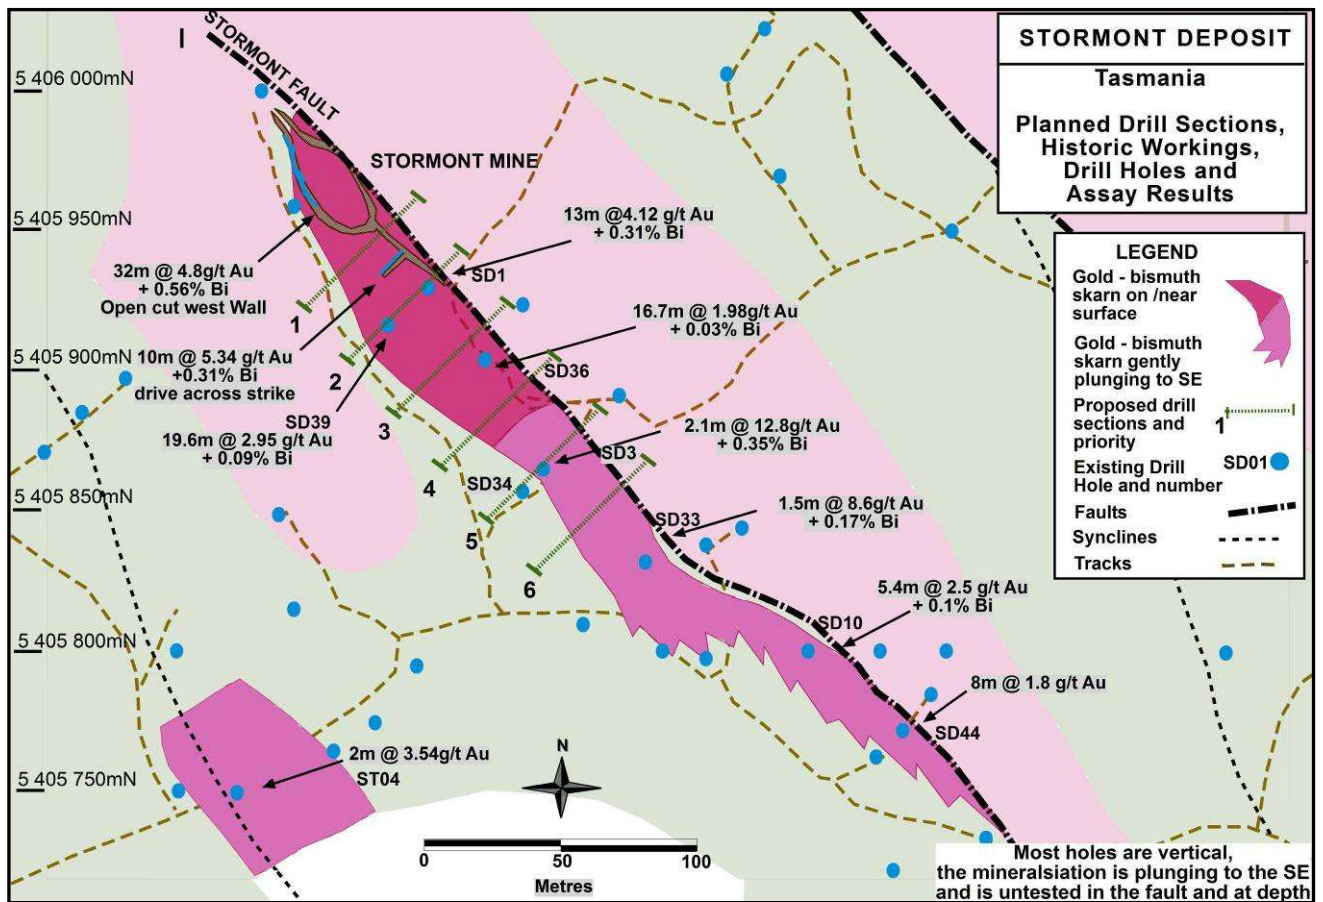 STORMONT DEPOSIT
Tasmania
Planned Drill Sections,
Historic Workings,
Drill Holes and
Assay Results
LEGEND
Gold - bismuth
skarn on /near
surface
Gold - bismuth
skarn gently
plunging to SE
Proposed drill
sections and
priority
1
Existing Drill
Hole and number
SD01
Faults
Synclines
Tracks
I
STORMONT FAULT
STORMONT MINE
5 406 000mN
5 405 950mN
5 405 900mN
5 405 850mN
5 405 800mN
5 405 750mN
13m @4.12 g/t Au
+ 0.31% Bi
SD1
32m @ 4.8g/t Au
+ 0.56% Bi
Open cut west Wall
1
16.7m @ 1.98g/t Au
+ 0.03% Bi
SD36
10m @ 5.34 g/t Au
+0.31% Bi
drive across strike
2
SD39
19.6m @ 2.95 g/t Au
+ 0.09% Bi
3
2.1m @ 12.8g/t Au
+ 0.35% Bi
SD3
SD34
4
5
6
1.5m @ 8.6g/t Au
+ 0.17% Bi
SD33
5.4m @ 2.5 g/t Au
+ 0.1% Bi
SD10
8m @ 1.8 g/t Au
SD44
2m @ 3.54g/t Au
ST04
N
0
50
100
Metres
Most holes are vertical,
the mineralsiation is plunging to the SE
and is untested in the fault and at depth